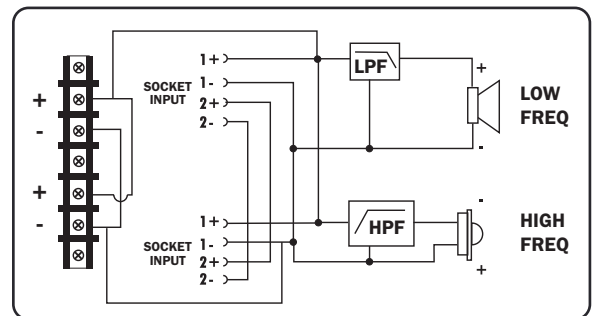 +
-
+
-
SOCKET
INPUT
1+
1-
2+
2-
LPF
+
-
LOW
FREQ
SOCKET
INPUT
1+
1-
2+
2-
HPF
-
+
HIGH
FREQ